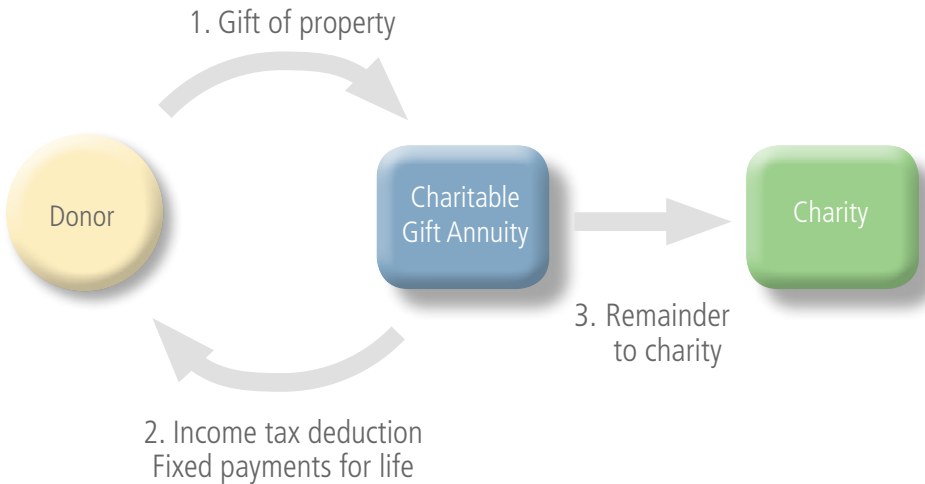 1. Gift of property
Donor
Charitable
Gift Annuity
Charity
3. Remainder
to charity
2. Income tax deduction
Fixed payments for life